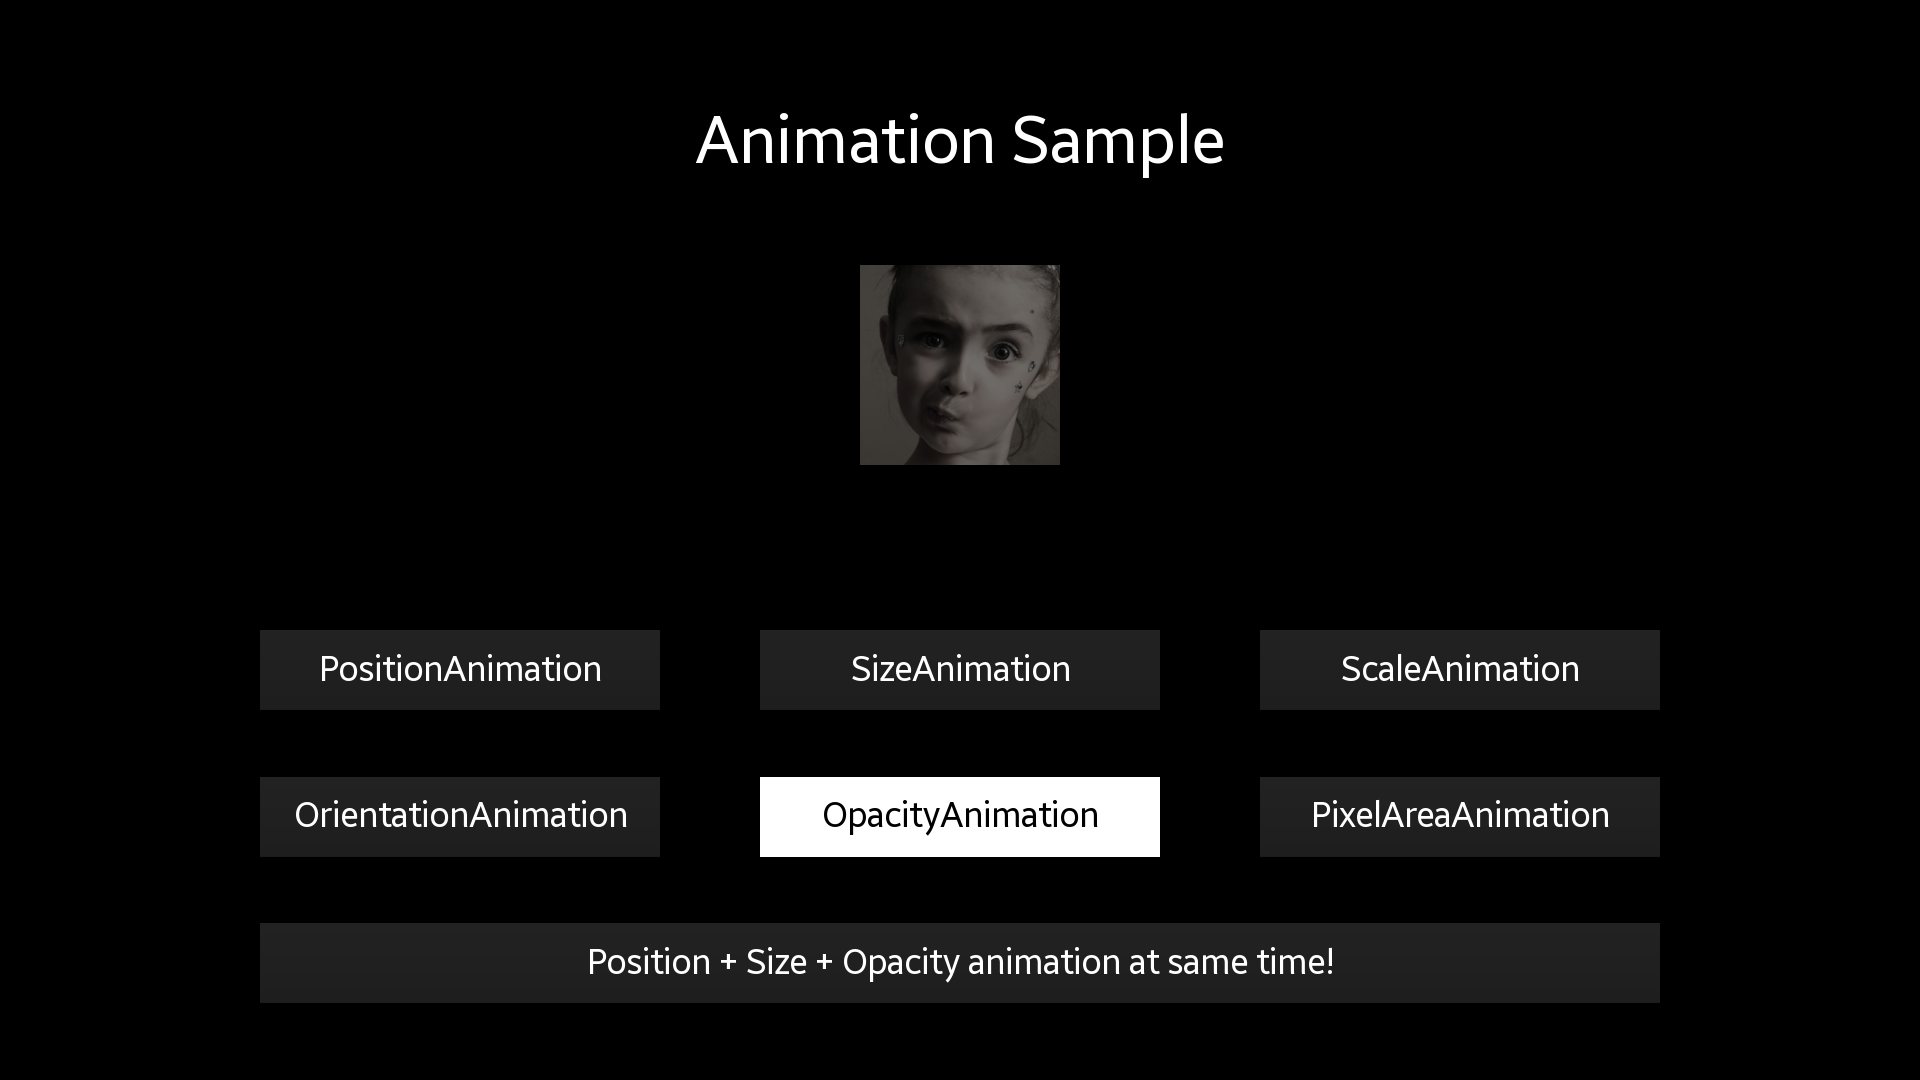 Animation Sample
PositionAnimation
SizeAnimation
ScaleAnimation
OrientationAnimation
OpacityAnimation
PixelAreaAnimation
Position + Size + Opacity animation at same time!